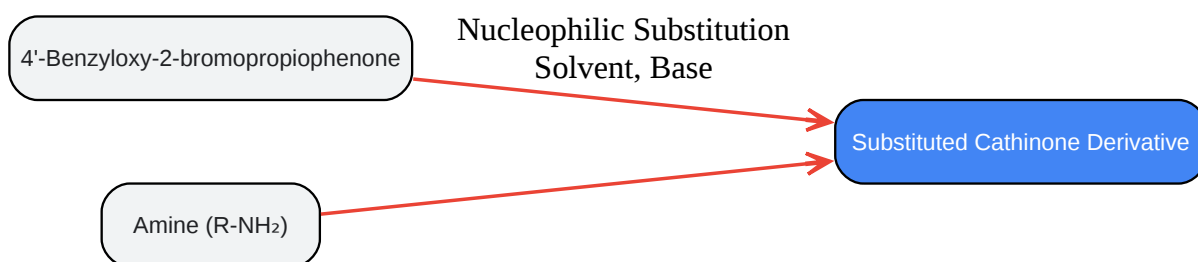 4'-Benzyloxy-2-bromopropiophenone
Nucleophilic Substitution
Solvent, Base
Substituted Cathinone Derivative
Amine (R-NH₂)